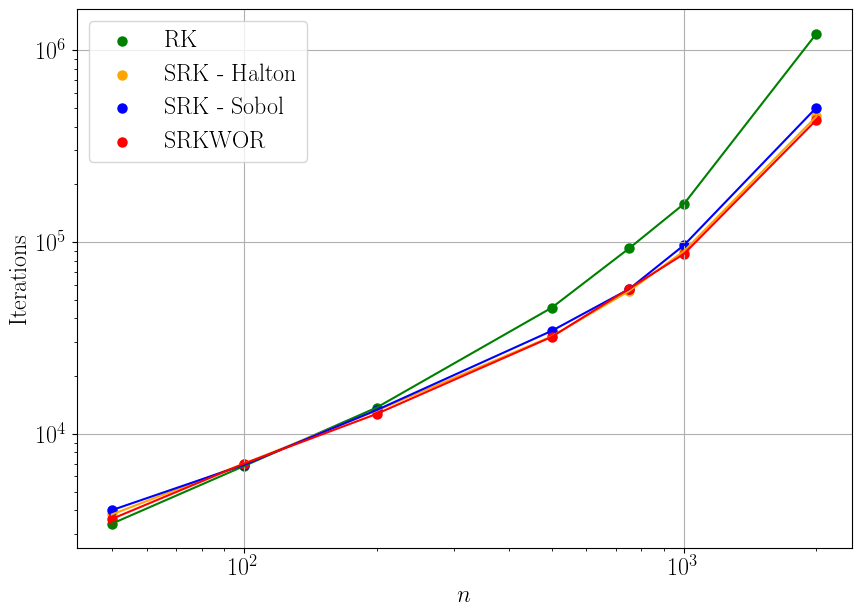 RK
SRK - Halton
SRK - Sobol
SRKWOR
10^6
10^5
10^4
Iterations
10^2
10^3
n